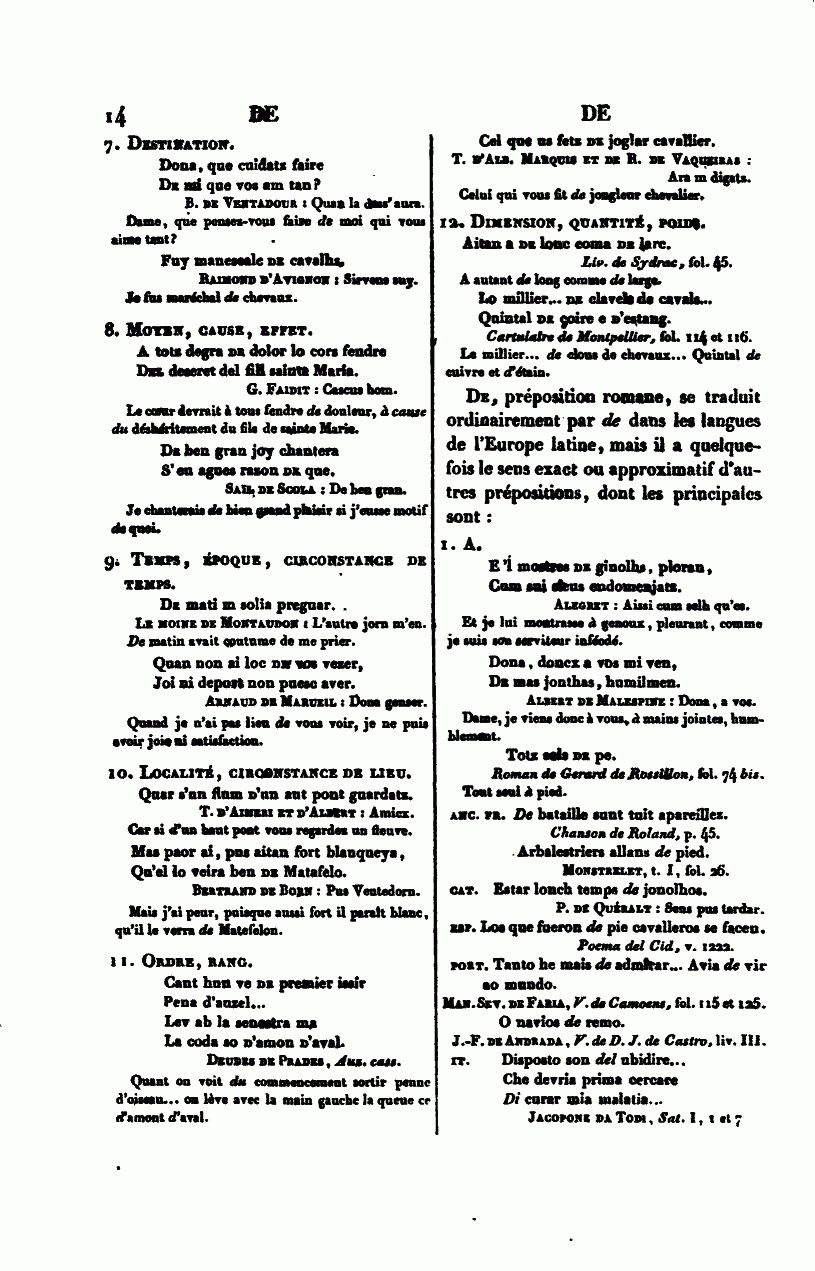 14 DE
7. DESTINATION.
Dona, que cuidatz faire
DE mi que vos am tan?
B. DE VENTADOUR : Quan la douss' aura.
Dame, que pensez-vous faire de moi qui vous
aime tant?
Fuy manescale DE cavalhs.
RAIMOND D'AVIGNON : Sirvens suy.
Je fus maréchal de chevaux.
8. MOYEN, CAUSE, EFFET.
A totz degra DE dolor lo cors fendre
DEL deseret del filh sainta Maria.
G. FAIDIT : Cascus hom.
Le cœur devrait à tous fendre de douleur, à cause
du déshéritement du fils de sainte Marie.
DE ben gran joy chantera
S'en agues razon DE que.
SAIL DE SCOLA : De ben gran.
Je chanterais de bien grand plaisir si j'eusse motif
de quoi.
9. TEMPS, ÉPOQUE, CIRCONSTANCE DE
TEMPS.
DE mati m solia preguar. .
LE MOINE DE MONTAUDON : L'autre jorn m'en.
De matin avait coutume de me prier.
Quan non ai loc DE vos vezer,
Joi ni deport non puesc aver.
ARNAUD DE MARUEIL : Dona genser.
Quand je n'ai pas lieu de vous voir, je ne puis
avoir joie ni satisfaction.
10. LOCALITÉ, CIRCONSTANCE DE LIEU.
Quar s'un flum D'un aut pont guardatz.
T. D'AIMERI ET D'ALBERT : Amicx.
Car si d'un haut pont vous regardez un fleuve.
Mas paor ai, pus aitan fort blanqueya,
Qu'el lo veira ben DE Matafelo.
BERTRAND DE BORN : Pus Ventedorn.
Mais j'ai peur, puisque aussi fort il paraît blanc,
qu'il le verra de Matefelon.
11. ORDRE, RANG.
Cant hun ve DE premier issir
Pena d'auzel...
Lev ab la senestra ma
La coda so D'amon D'aval.
DEUDES DE PRADES, Aus. cass.
Quant on voit du commencement sortir penne
d'oiseau... on lève avec la main gauche la queue ce
d'amont d'aval.
DE
Cel que us fetz DE joglar cavallier.
T. D'ALB. MARQUIS ET DE R. DE VAQUEIRAS :
Ara m digatz.
Celui qui vous fit de jongleur chevalier.
12. DIMENSION, QUANTITÉ, POIDS.
Aitan a DE lonc coma DE larc.
Liv. de Sydrac, fol. 45.
A autant de long comme de large.
Lo millier... DE clavels de cavals...
Quintal DE coire e D'estang.
Cartulaire de Montpellier, fol. 114 et 116.
Le millier... de clous de chevaux... Quintal de
cuivre et d'étain.
DE, préposition romane, se traduit
ordinairement par de dans les langues
de l'Europe latine, mais il a quelque-
fois le sens exact ou approximatif d'au-
tres prépositions, dont les principales
sont :
1. A.
E 'l mostres DE ginolhs, ploran,
Cum sui sieus endomenjatz.
ALEGRET : Aissi cum selh qu'es.
Et je lui montrasse à genoux, pleurant, comme
je suis son serviteur inféodé.
Dona, doncx a vos mi ven,
DE mas jonthas, humilmen.
ALBERT DE MALESPINE : Dona, a vos.
Dame, je viens donc à vous, à mains jointes, hum-
blement.
Totz sols DE pe.
Roman de Gerard de Rossillon, fol. 74 bis.
Tout seul à pied.
ANC. FR. De bataille sunt tuit apareillez.
Chanson de Roland, p. 45.
Arbalestriers allans de pied.
MONSTRELET, t. I, fol. 26.
CAT. Estar lonch temps de jonolhos.
P. DE QUÉRALT : Sens pus tardar.
ESP. Los que fueron de pie cavalleros se facen.
Poema del Cid, v. 1222.
PORT. Tanto he mais de admirar... Avia de vir
ao mundo.
MAN. SEV. DE FARIA, V. de Camoens, fol. 115 et 125.
O navios de remo.
J.-F. DE ANDRADA, V. de D. J. de Castro, liv. III.
IT. Disposto son del ubidire...
Che devria prima cercare
Di curar mia malatia...
JACOPONE DA TODI, Sat. I, 1 et 7